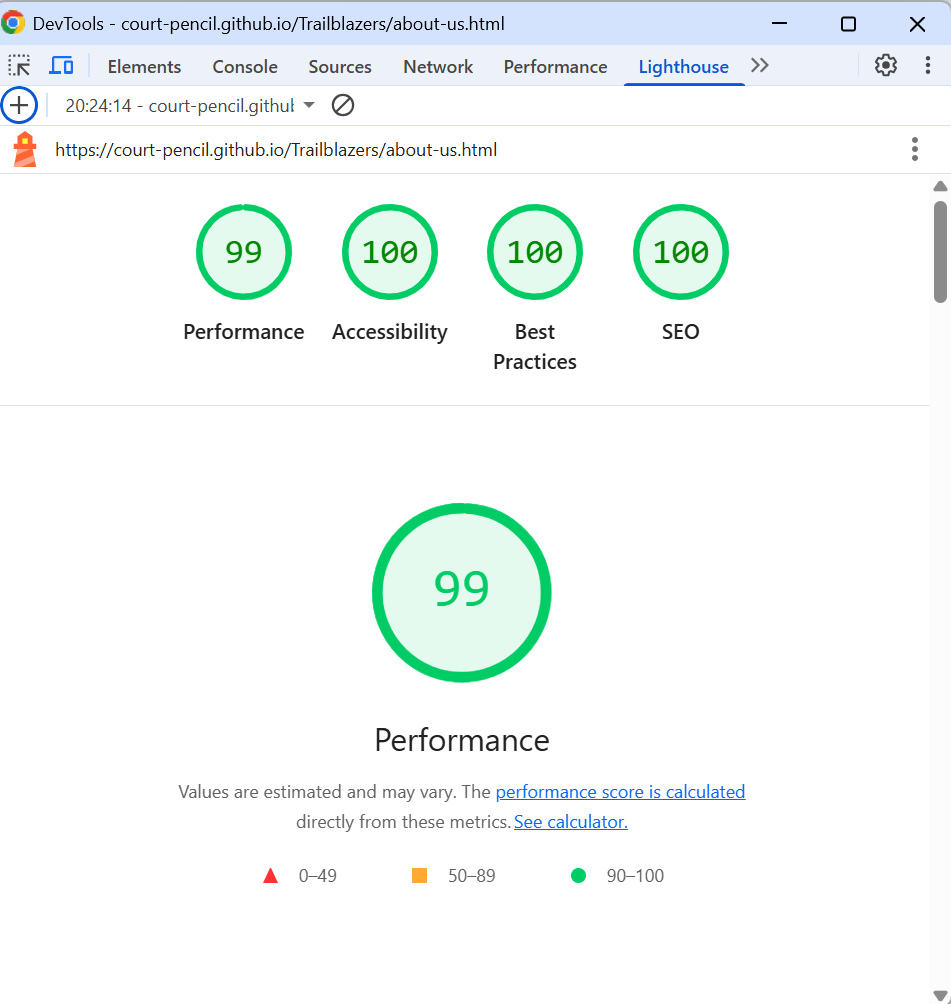 DevTools - court-pencil.github.io/Trailblazers/about-us.html
Elements Console Sources Network Performance Lighthouse
20:24:14 - court-pencil.githul
https://court-pencil.github.io/Trailblazers/about-us.html
99 100 100 100
Performance Accessibility Best Practices SEO
99
Performance
Values are estimated and may vary. The performance score is calculated
directly from these metrics. See calculator.
0–49 50–89 90–100